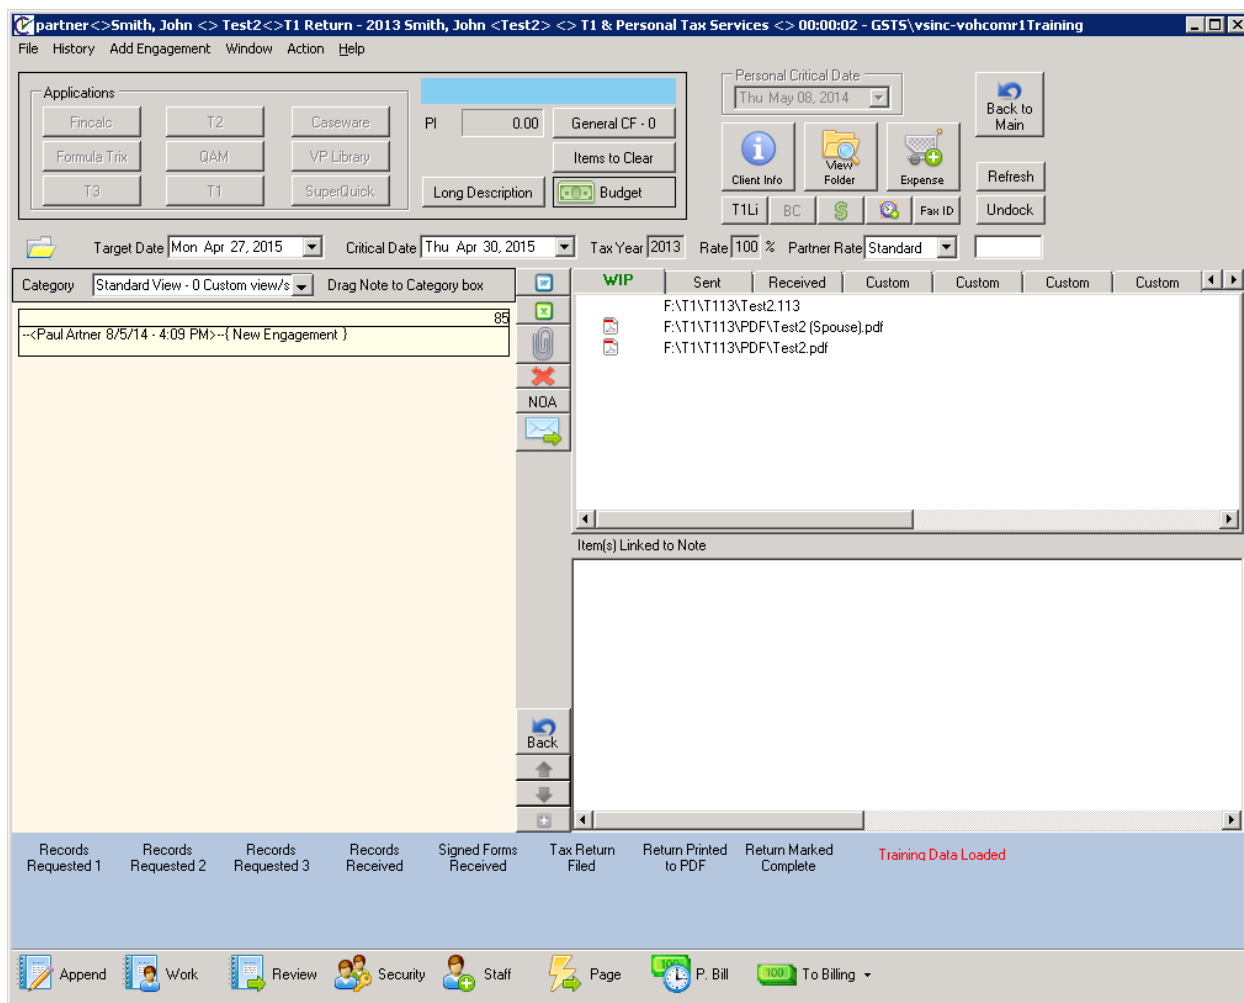 partner<>Smith, John <> Test2<>T1 Return - 2013 Smith, John <Test2> <> T1 & Personal Tax Services <> 00:00:02 - GSTS\vsinc-vohcomr1Training
File History Add Engagement Window Action Help
Applications
Fincalc T2 Caseware
Formula Trix QAM VP Library
T3 T1 SuperQuick
PI 0.00 General CF - 0
Items to Clear
Long Description Budget
Personal Critical Date
Thu May 08, 2014
Back to
Main
Client Info
View
Folder
Expense
Refresh
T1Li BC $ Fax ID Undock
Target Date Mon Apr 27, 2015 Critical Date Thu Apr 30, 2015 Tax Year 2013 Rate 100 % Partner Rate Standard
Category Standard View - 0 Custom view/s Drag Note to Category box
WIP Sent Received Custom Custom Custom Custom
85
--<Paul Artner 8/5/14 - 4:09 PM>--{ New Engagement }
F:\T1\T113\Test2.113
F:\T1\T113\PDF\Test2 (Spouse).pdf
F:\T1\T113\PDF\Test2.pdf
NOA
Item(s) Linked to Note
Back
Records
Requested 1
Records
Requested 2
Records
Requested 3
Records
Received
Signed Forms
Received
Tax Return
Filed
Return Printed
to PDF
Return Marked
Complete
Training Data Loaded
Append Work Review Security Staff Page 100 P. Bill 100 To Billing